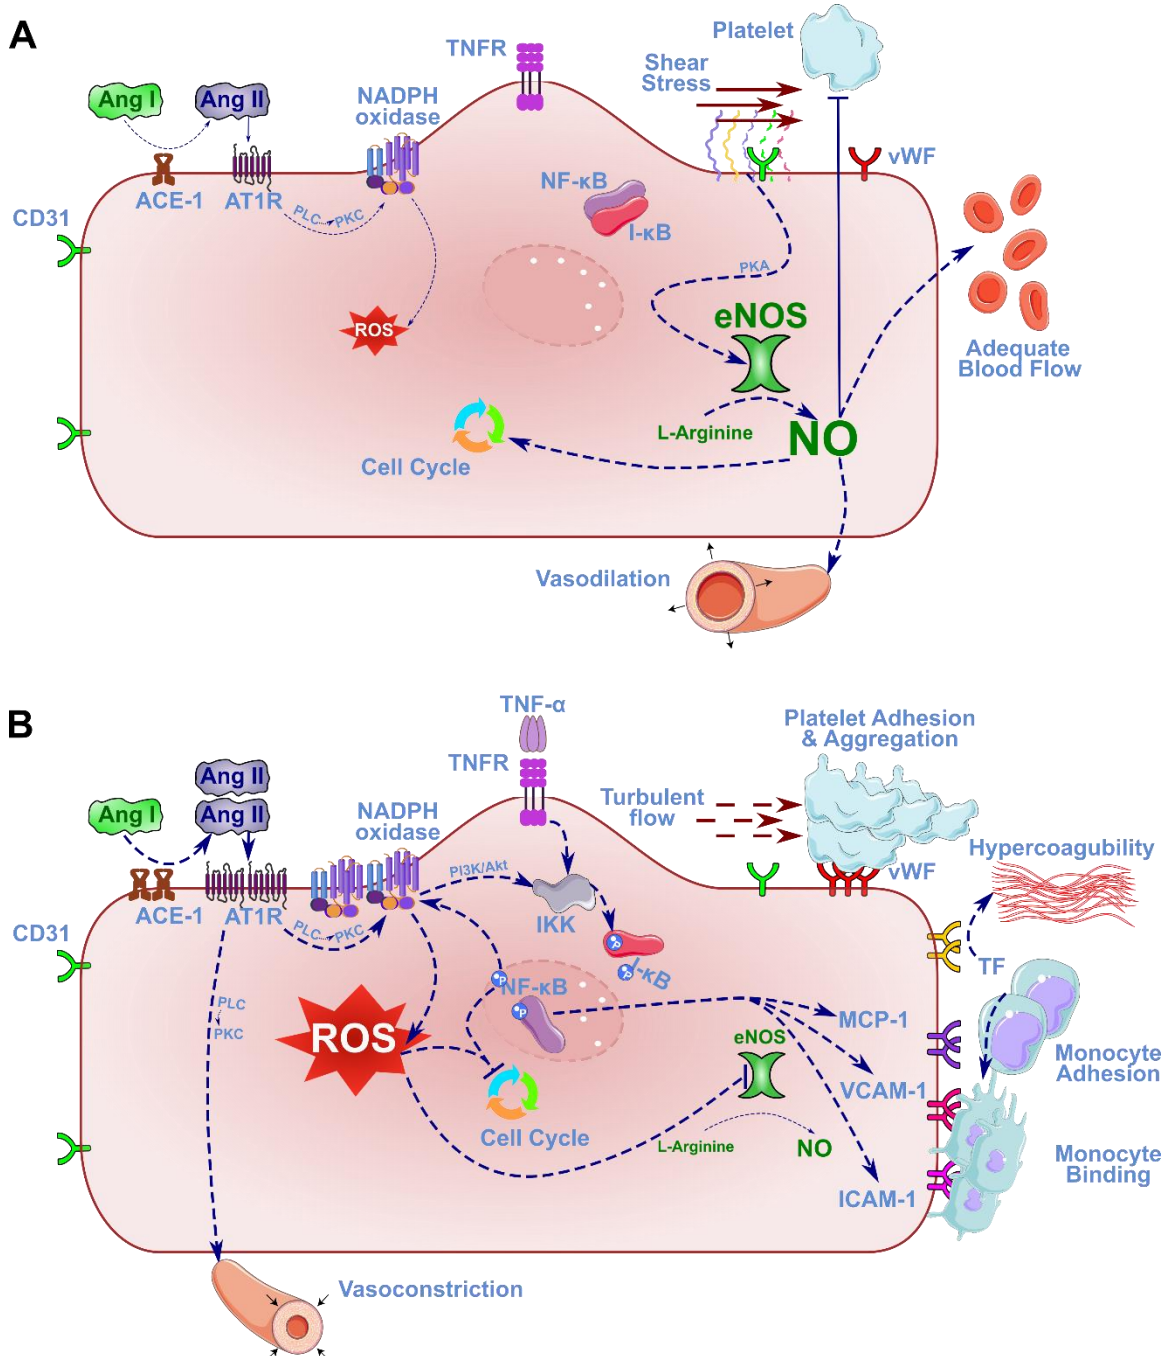 A
Platelet
TNFR
Shear
Stress
Ang I
Ang II
NADPH
oxidase
vWF
NF-κB
ACE-1
AT1R
CD31
PLC
PKC
I-κB
PKA
eNOS
ROS
Adequate
Blood Flow
L-Arginine
NO
Cell Cycle
Vasodilation
B
TNF-α
Platelet Adhesion
& Aggregation
TNFR
Ang II
Ang I
Ang II
NADPH
oxidase
Turbulent
flow
Hypercoagubility
PI3K/Akt
vWF
ACE-1
AT1R
IKK
CD31
PLC
PKC
P
I-κB
P
TF
P
NF-κB
PLC
P
MCP-1
PKC
ROS
eNOS
Monocyte
Adhesion
VCAM-1
Cell Cycle
L-Arginine
NO
Monocyte
Binding
ICAM-1
Vasoconstriction